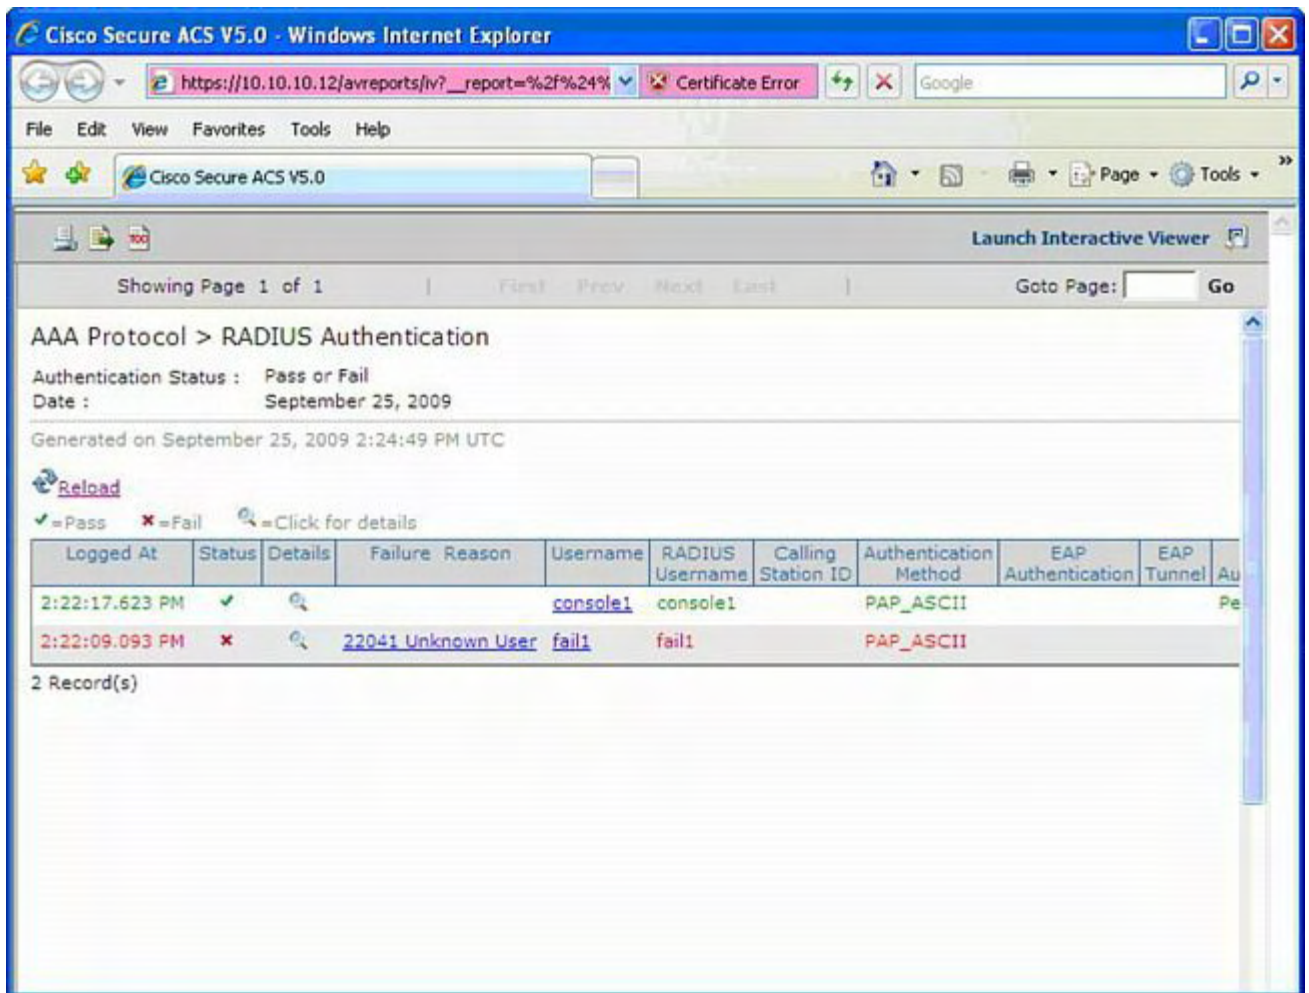 Cisco Secure ACS V5.0 - Windows Internet Explorer
https://10.10.10.12/avreports/iv?__report=%2f%24% Certificate Error Google
File Edit View Favorites Tools Help
Cisco Secure ACS V5.0 Page Tools
Launch Interactive Viewer
Showing Page 1 of 1 | First Prev Next Last | Goto Page: Go
AAA Protocol > RADIUS Authentication
Authentication Status : Pass or Fail
Date : September 25, 2009
Generated on September 25, 2009 2:24:49 PM UTC
Reload
=Pass =Fail =Click for details
Logged At Status Details Failure Reason Username RADIUS Username Calling Station ID Authentication Method EAP Authentication EAP Tunnel Au
2:22:17.623 PM console1 console1 PAP_ASCII Pe
2:22:09.093 PM 22041 Unknown User fail1 fail1 PAP_ASCII
2 Record(s)